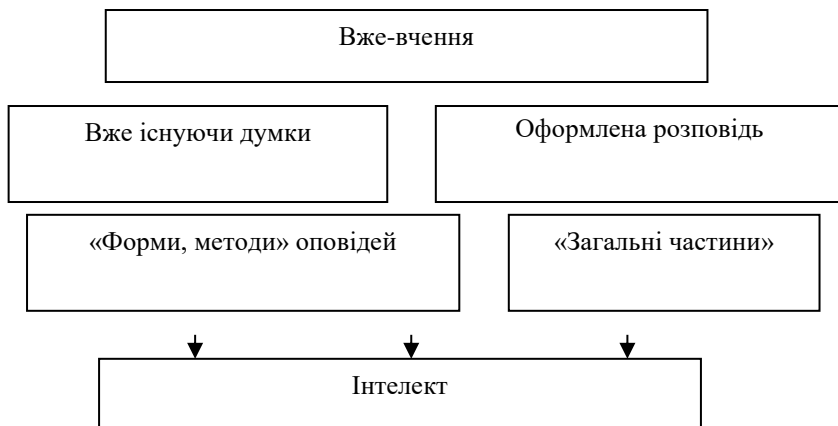 Вже-вчення
Вже існуючи думки
Оформлена розповідь
«Форми, методи» оповідей
«Загальні частини»
Інтелект